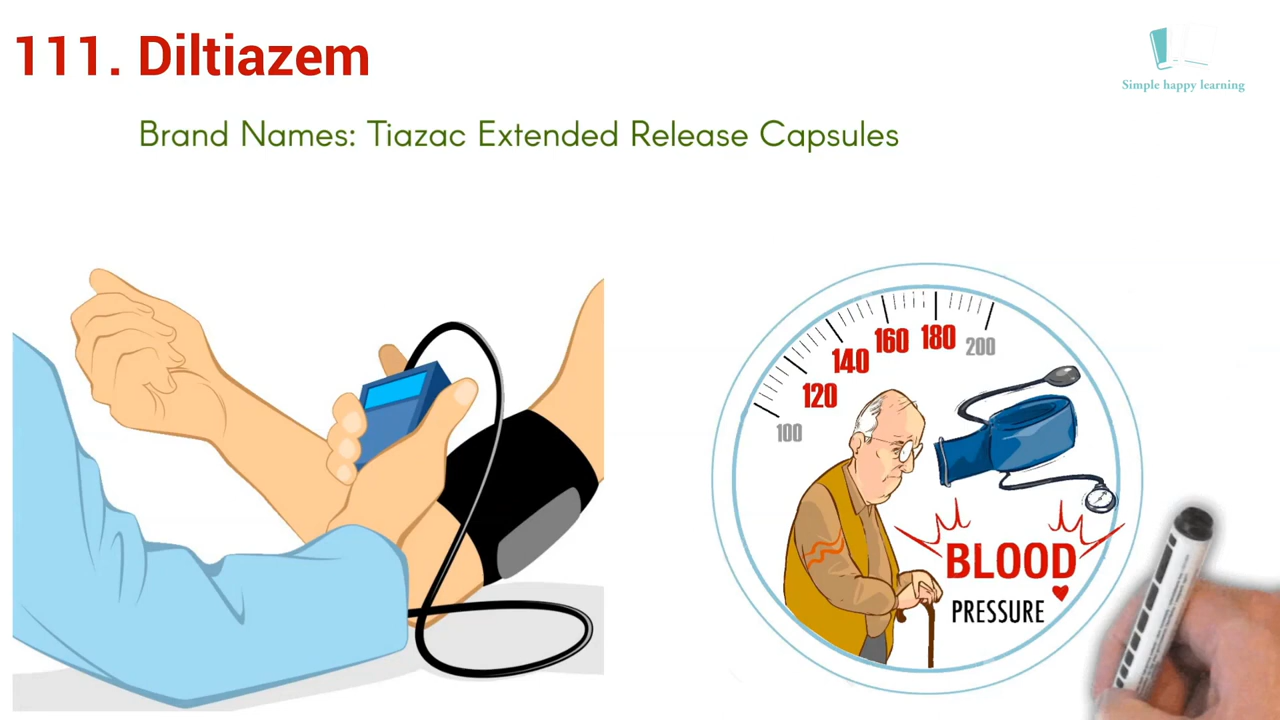 111. Diltiazem
Simple happy learning
Brand Names: Tiazac Extended Release Capsules
100
120
140
160
180
200
BLOOD
PRESSURE